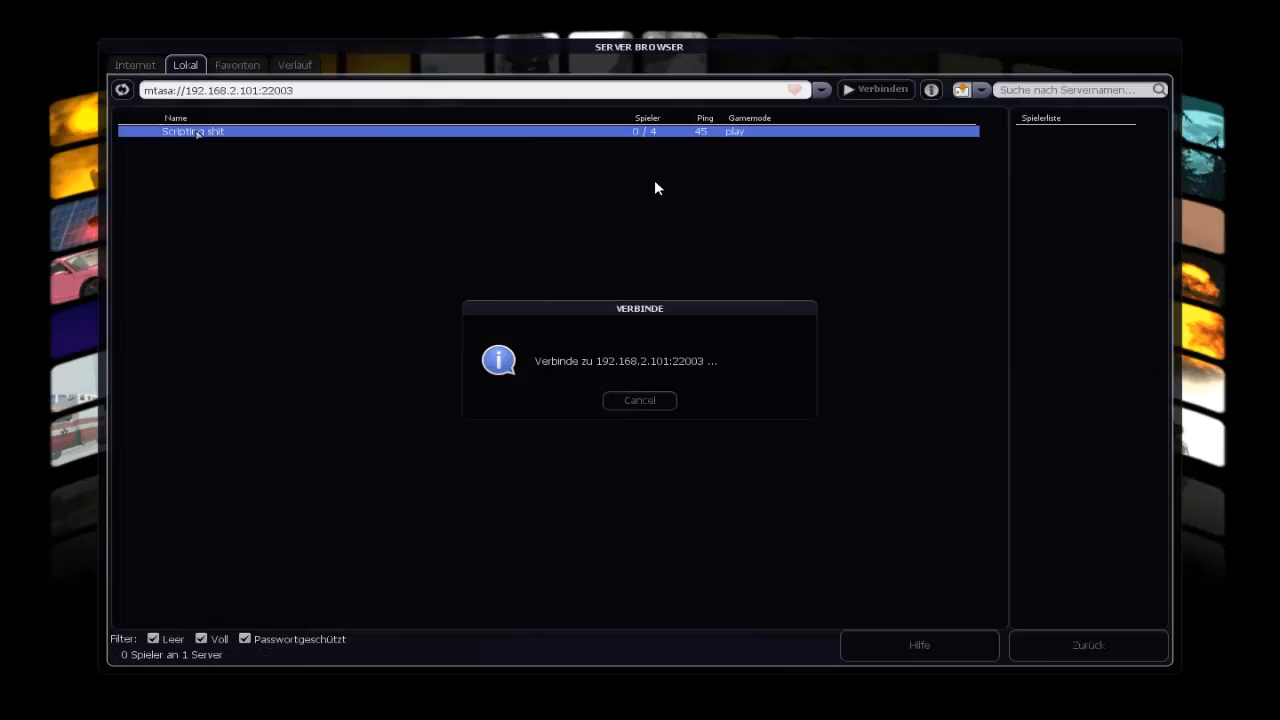 SERVER BROWSER
Internet Lokal Favoriten Verlauf
mtasa://192.168.2.101:22003 Verbinden Suche nach Servernamen...
Name Spieler Ping Gamemode Spielerliste
Scripting shit 0 / 4 45 play
VERBINDE
Verbinde zu 192.168.2.101:22003 ...
Cancel
Filter: Leer Voll Passwortgeschützt
0 Spieler an 1 Server
Hilfe Zurück